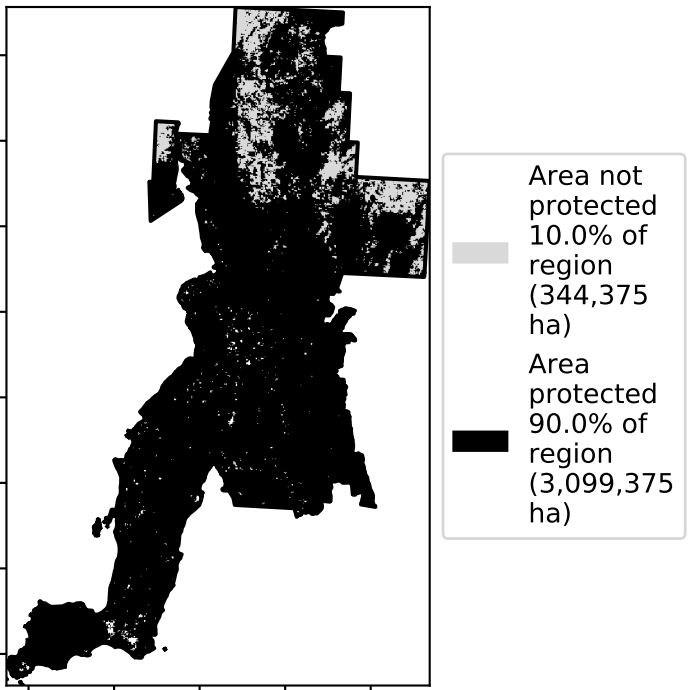 Area not
protected
10.0% of
region
(344,375
ha)
Area
protected
90.0% of
region
(3,099,375
ha)